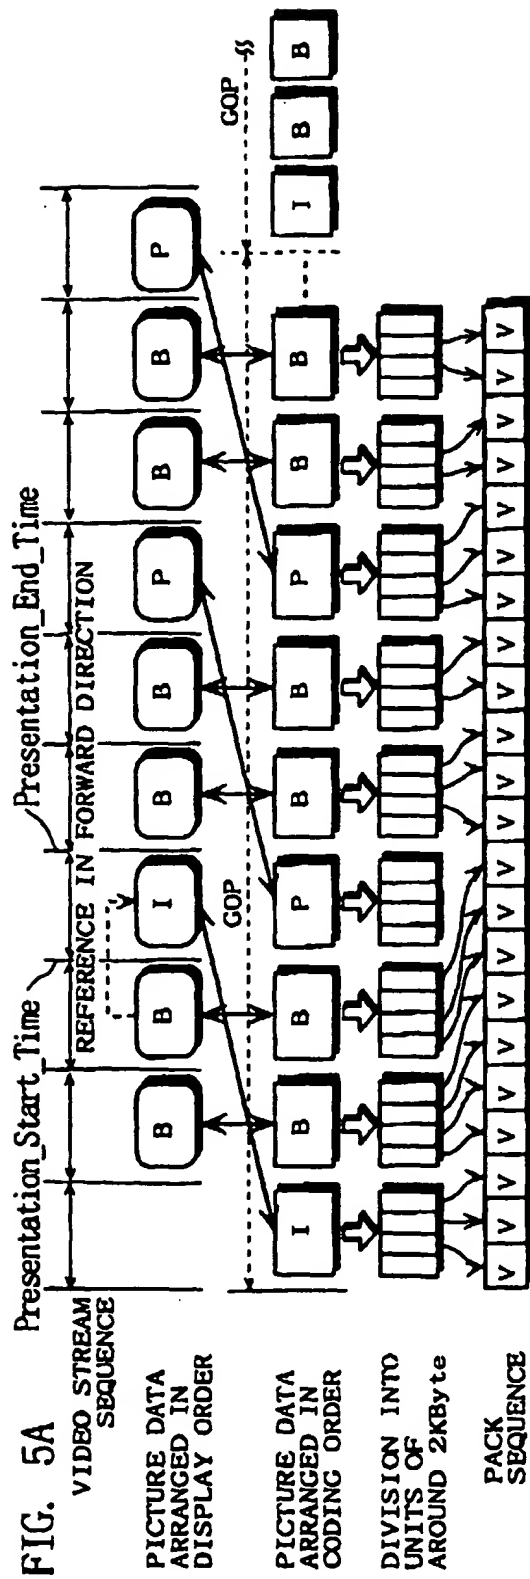 FIG. 5A
Presentation_Start_Time
Presentation_End_Time
VIDEO STREAM
SEQUENCE
REFERENCE IN FORWARD DIRECTION
PICTURE DATA
ARRANGED IN
DISPLAY ORDER
B B I B B P B B P
GOP
GOP
PICTURE DATA
ARRANGED IN
CODING ORDER
I B B P B B P B B I B B
DIVISION INTO
UNITS OF
AROUND 2KByte
PACK
SEQUENCE
V V V V V V V V V V V V V V V V V V V V V V